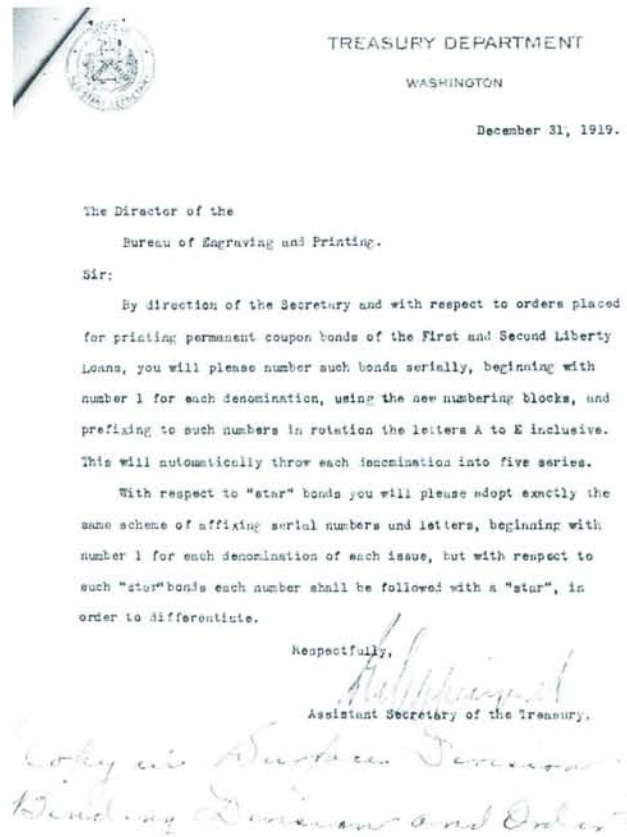 TREASURY DEPARTMENT
WASHINGTON
December 31, 1919.
The Director of the
Bureau of Engraving and Printing.
Sir:
By direction of the Secretary and with respect to orders placed
for printing permanent coupon bonds of the First and Second Liberty
Loans, you will please number such bonds serially, beginning with
number 1 for each denomination, using the new numbering blocks, and
prefixing to such numbers in rotation the letters A to E inclusive.
This will automatically throw each denomination into five series.
With respect to "star" bonds you will please adopt exactly the
same scheme of affixing serial numbers and letters, beginning with
number 1 for each denomination of each issue, but with respect to
such "star"bonds each number shall be followed with a "star", in
order to differentiate.
Respectfully,
Assistant Secretary of the Treasury.
Division
Binding Division and Order